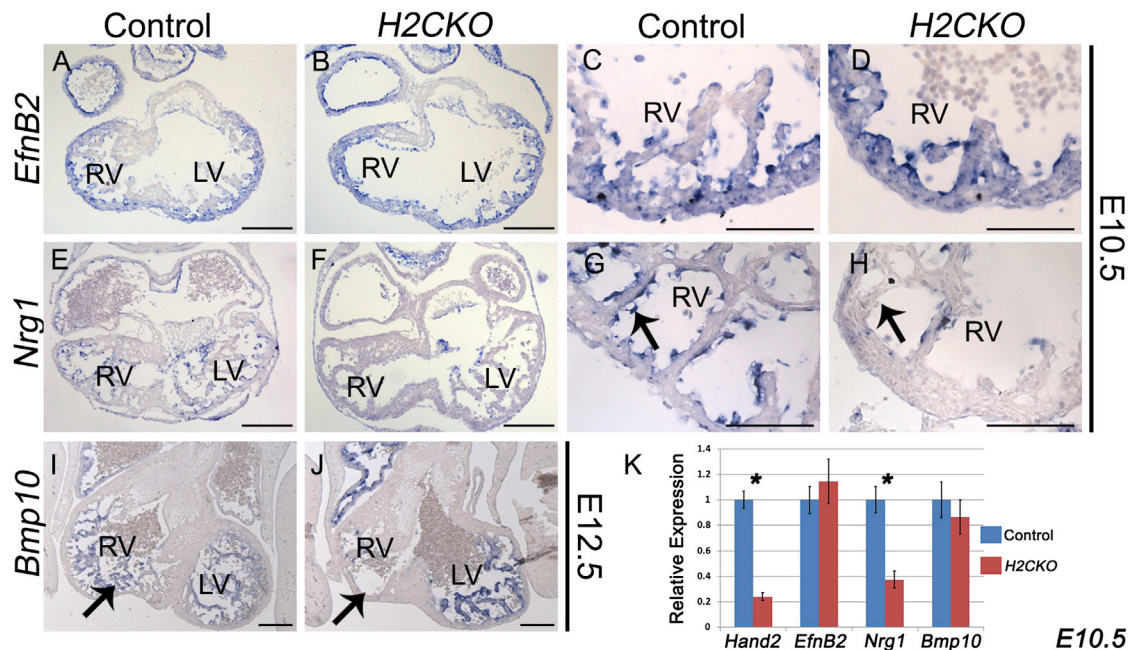 Control H2CKO Control H2CKO
EfnB2
A
RV LV
B
RV LV
C
RV
D
RV
Nrg1
E
RV LV
F
RV LV
G
RV
H
RV
E10.5
Bmp10
I
RV
LV
J
RV
LV
E12.5
K
Relative Expression
1.4
1.2
1
0.8
0.6
0.4
0.2
0
* *
Control
H2CKO
Hand2 EfnB2 Nrg1 Bmp10
E10.5